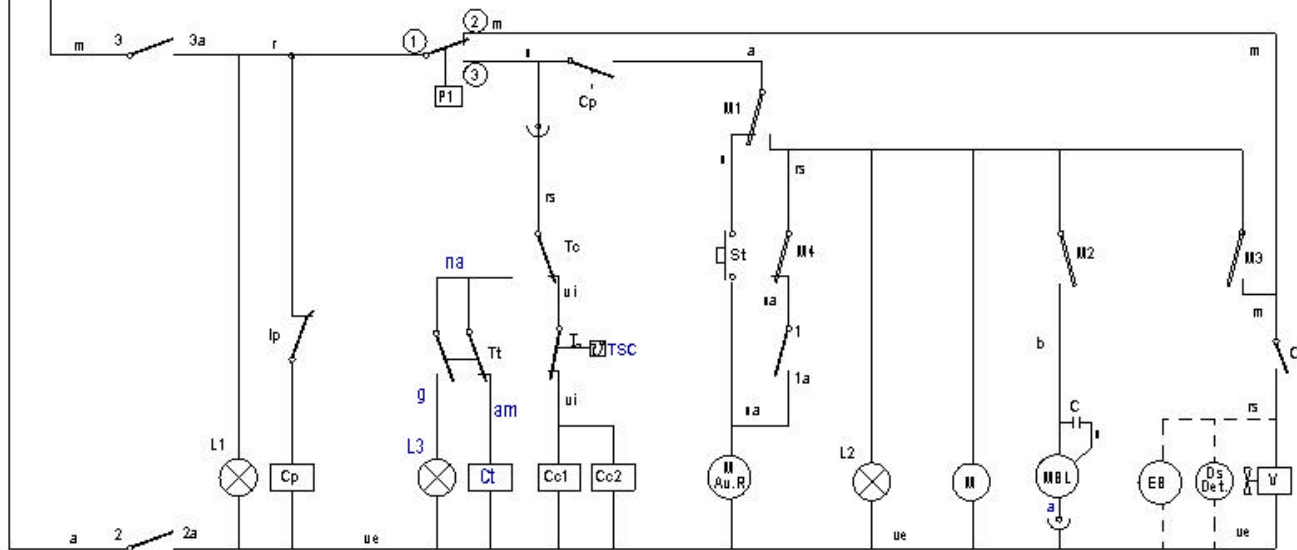 2 m
m 3 3a r 1 a m
3
P1
Cp
M1
rs rs
Tc St M4 M2 M3
na ui
m
Ip Tt T TSC 1 b C
g am ui 1a
C rs
L1 L3 L2
Cp Ct Cc1 Cc2 M Au.R M MBL EB Ds Det. V
a
a 2 2a ue ue ue